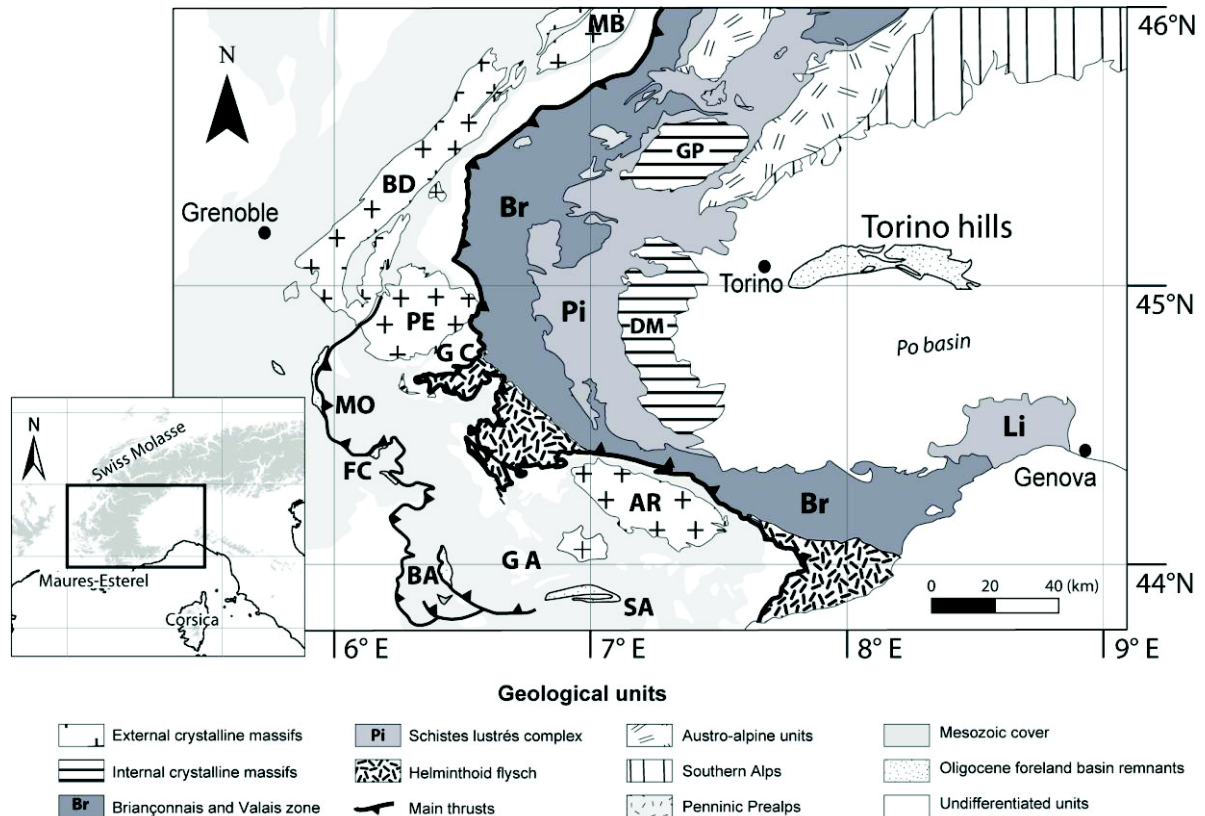 MB
46°N
N
GP
BD
Br
Grenoble
Torino hills
Torino
45°N
PE
Pi
DM
Po basin
G C
MO
Li
N
Swiss Molasse
FC
Genova
AR
Br
G A
0 20 40 (km)
44°N
Maures-Esterel
BA
SA
Corsica
6° E 7° E 8° E 9° E
Geological units
External crystalline massifs
Pi Schistes lustrés complex
Austro-alpine units
Mesozoic cover
Internal crystalline massifs
Helminthoid flysch
Southern Alps
Oligocene foreland basin remnants
Br Briançonnais and Valais zone
Main thrusts
Penninic Prealps
Undifferentiated units